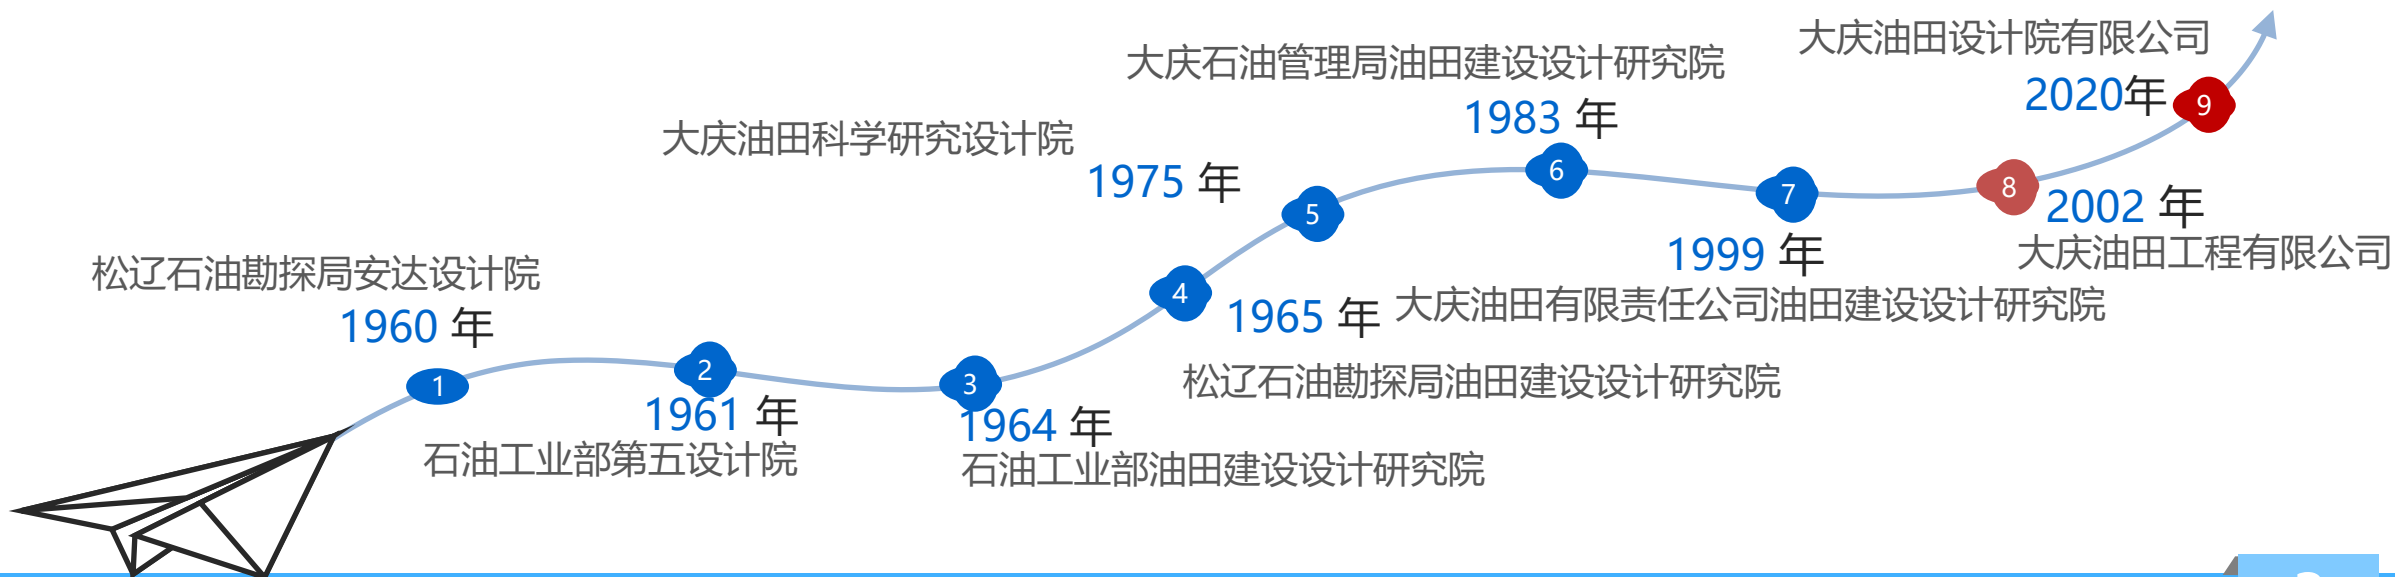 松辽石油勘探局安达设计院
1960 年
1
2
1961 年
石油工业部第五设计院
3
1964 年
石油工业部油田建设设计研究院
4
1965 年
松辽石油勘探局油田建设设计研究院
大庆油田科学研究设计院
1975 年
5
大庆石油管理局油田建设设计研究院
1983 年
6
7
1999 年
大庆油田有限责任公司油田建设设计研究院
8
2002 年
大庆油田工程有限公司
大庆油田设计院有限公司
2020年
9